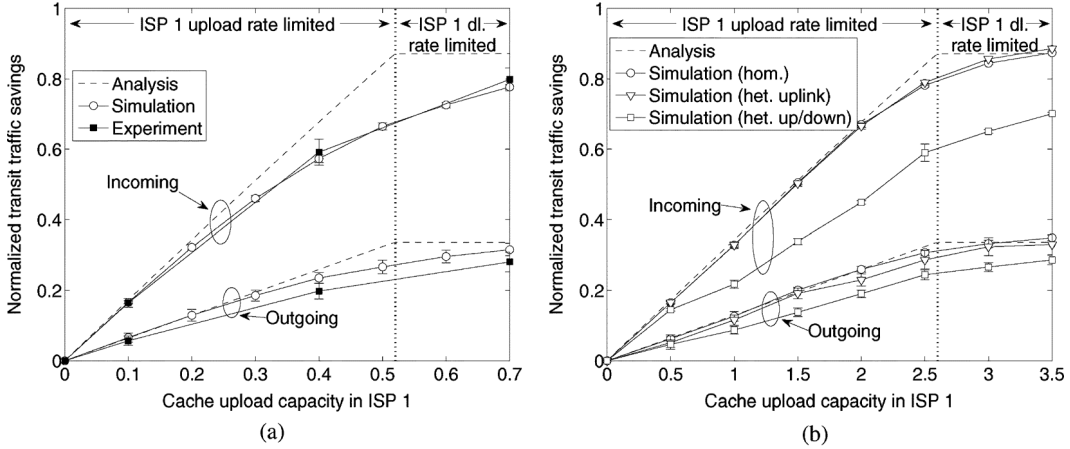 ISP 1 upload rate limited
ISP 1 dl.
rate limited
Normalized transit traffic savings
1
0.8
0.6
0.4
0.2
0
Analysis
Simulation
Experiment
Incoming
Outgoing
0 0.1 0.2 0.3 0.4 0.5 0.6 0.7
Cache upload capacity in ISP 1
(a)
ISP 1 upload rate limited
ISP 1 dl.
rate limited
Normalized transit traffic savings
1
0.8
0.6
0.4
0.2
0
Analysis
Simulation (hom.)
Simulation (het. uplink)
Simulation (het. up/down)
Incoming
Outgoing
0 0.5 1 1.5 2 2.5 3 3.5
Cache upload capacity in ISP 1
(b)